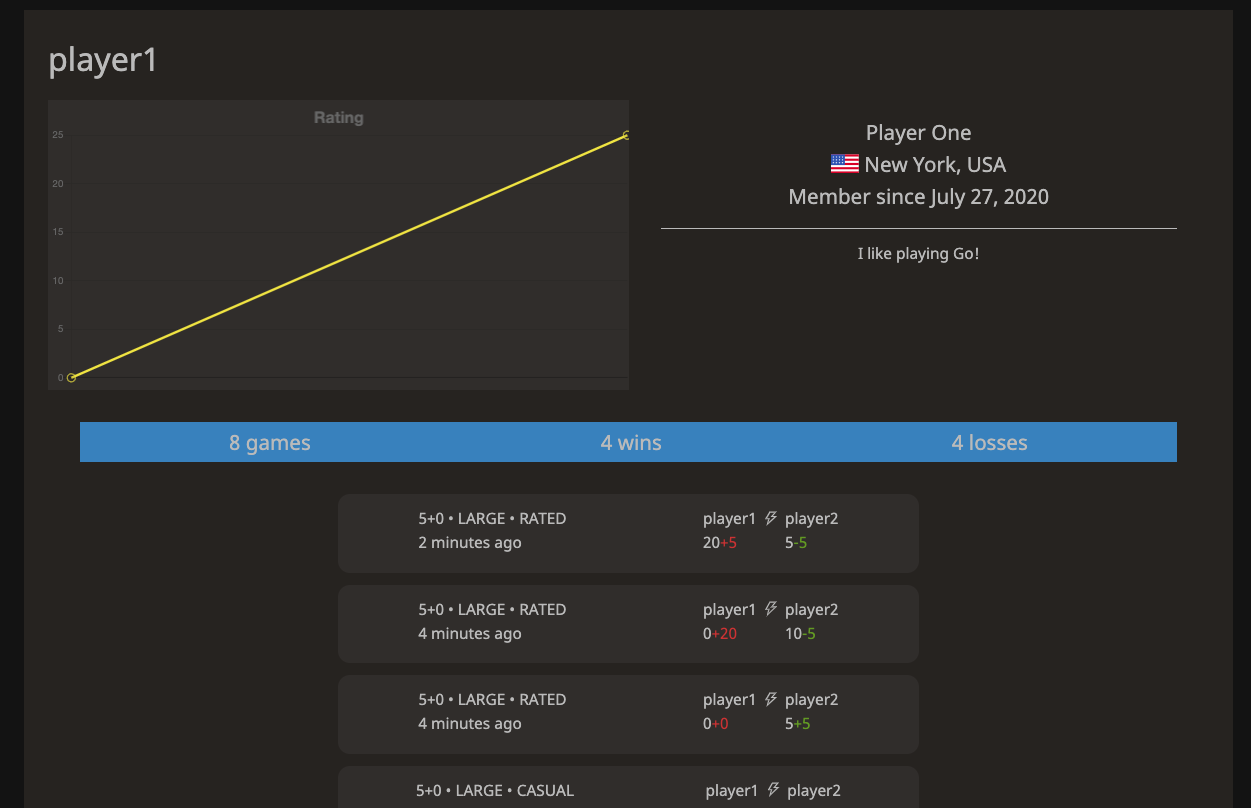 player1
Rating
25
20
15
10
5
0
Player One
New York, USA
Member since July 27, 2020
I like playing Go!
8 games 4 wins 4 losses
5+0 • LARGE • RATED player1 player2
2 minutes ago 20+5 5-5
5+0 • LARGE • RATED player1 player2
4 minutes ago 0+20 10-5
5+0 • LARGE • RATED player1 player2
4 minutes ago 0+0 5+5
5+0 • LARGE • CASUAL player1 player2